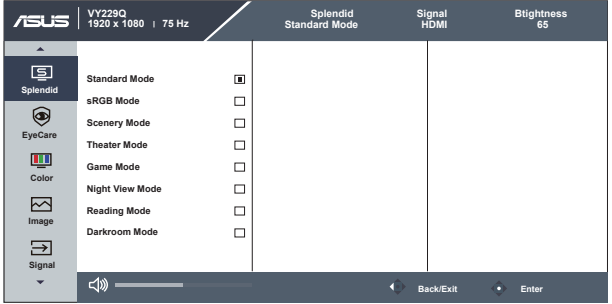 ASUS
VY229Q
1920 x 1080 | 75 Hz
Splendid
Standard Mode
Signal
HDMI
Btightness
65
Splendid
EyeCare
Color
Image
Signal
Standard Mode
sRGB Mode
Scenery Mode
Theater Mode
Game Mode
Night View Mode
Reading Mode
Darkroom Mode
Back/Exit
Enter